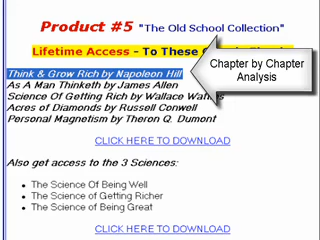 Product #5 "The Old School Collection"
Lifetime Access - To These
Think & Grow Rich by Napoleon Hill
Chapter by Chapter
Analysis
As A Man Thinketh by James Allen
Science Of Getting Rich by Wallace
Acres of Diamonds by Russell Conwell
Personal Magnetism by Theron Q. Dumont
CLICK HERE TO DOWNLOAD
Also get access to the 3 Sciences:
The Science Of Being Well
The Science of Getting Richer
The Science of Being Great
CLICK HERE TO DOWNLOAD